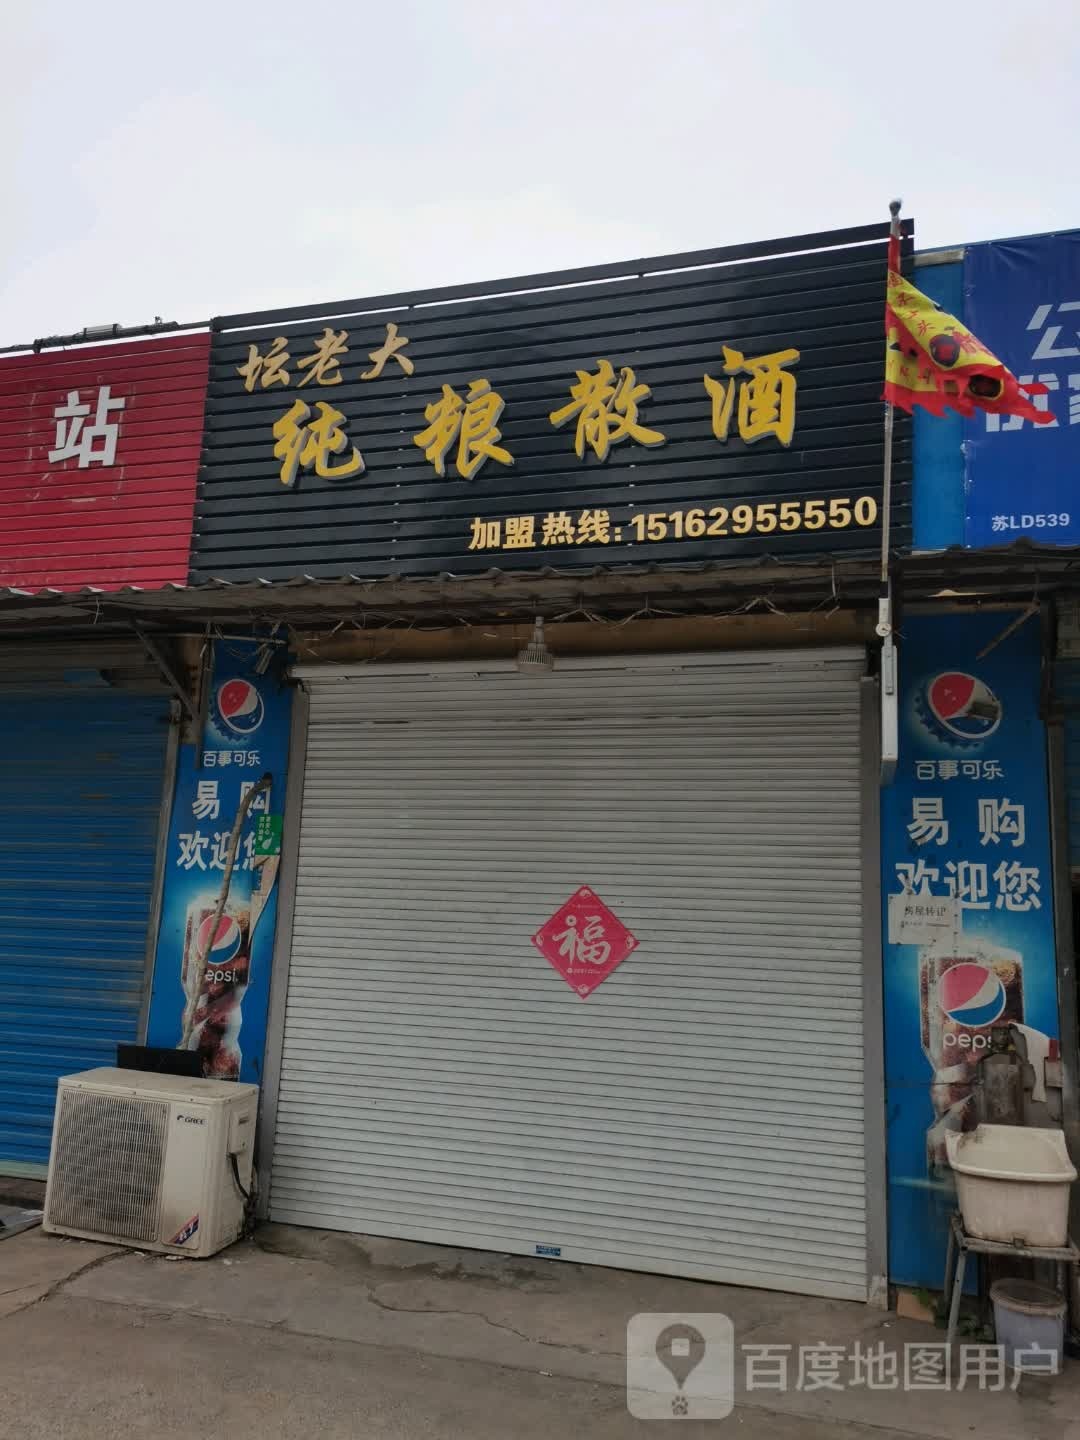 站
坛老大
纯粮散酒
加盟热线:15162955550
公
苏LD539
百事可乐
易购
欢迎您
epsi
百事可乐
易购
欢迎您
房屋转让
pepsi
福
GREE
百度地图用户